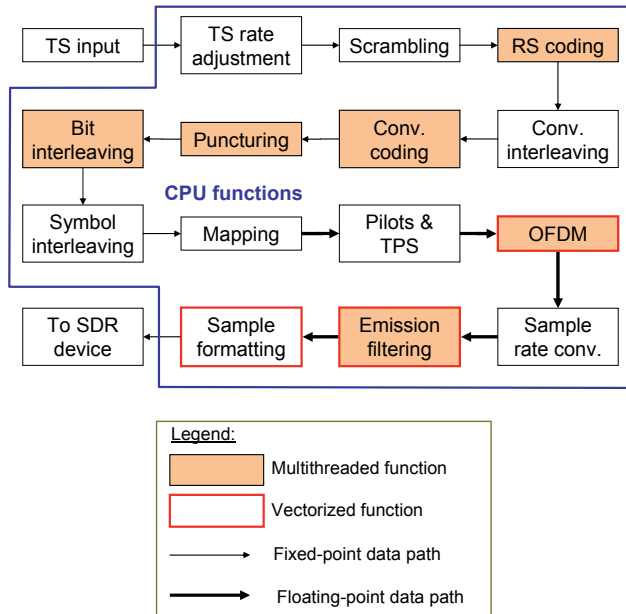 TS input
TS rate
adjustment
Scrambling
RS coding
Bit
interleaving
Puncturing
Conv.
coding
Conv.
interleaving
CPU functions
Symbol
interleaving
Mapping
Pilots &
TPS
OFDM
To SDR
device
Sample
formatting
Emission
filtering
Sample
rate conv.
Legend:
Multithreaded function
Vectorized function
Fixed-point data path
Floating-point data path